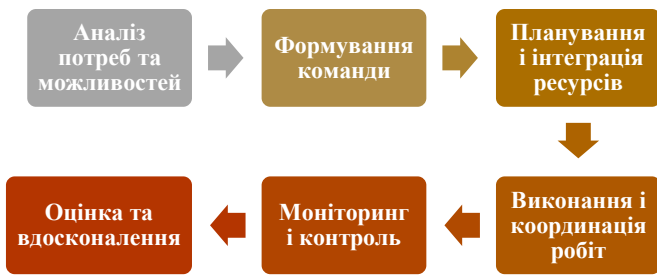 Аналіз
потреб та
можливостей
Формування
команди
Планування
і інтеграція
ресурсів
Виконання і
координація
робіт
Моніторинг
і контроль
Оцінка та
вдосконалення